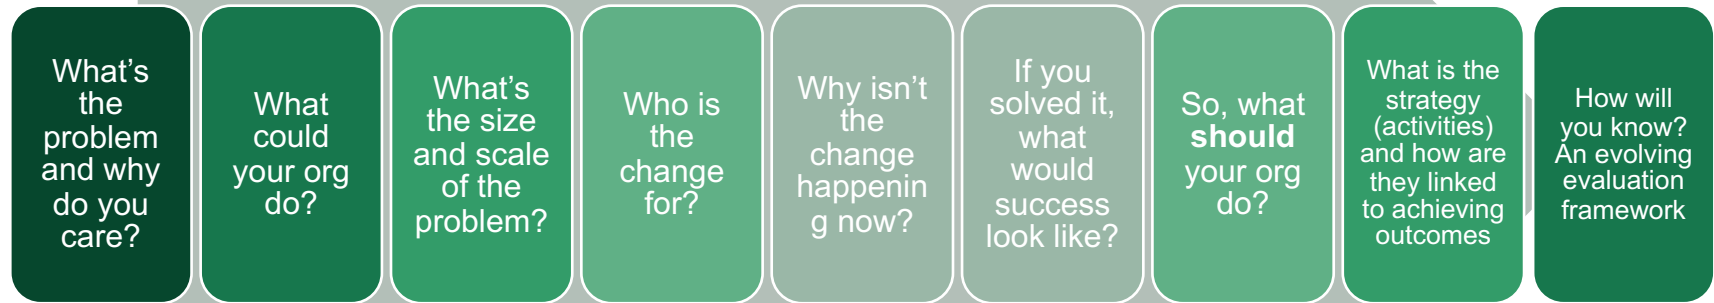 What's
the
problem
and why
do you
care?
What
could
your org
do?
What's
the size
and scale
of the
problem?
Who is
the
change
for?
Why isn't
the
change
happenin
g now?
If you
solved it,
what
would
success
look like?
So, what
should
your org
do?
What is the
strategy
(activities)
and how are
they linked
to achieving
outcomes
How will
you know?
An evolving
evaluation
framework